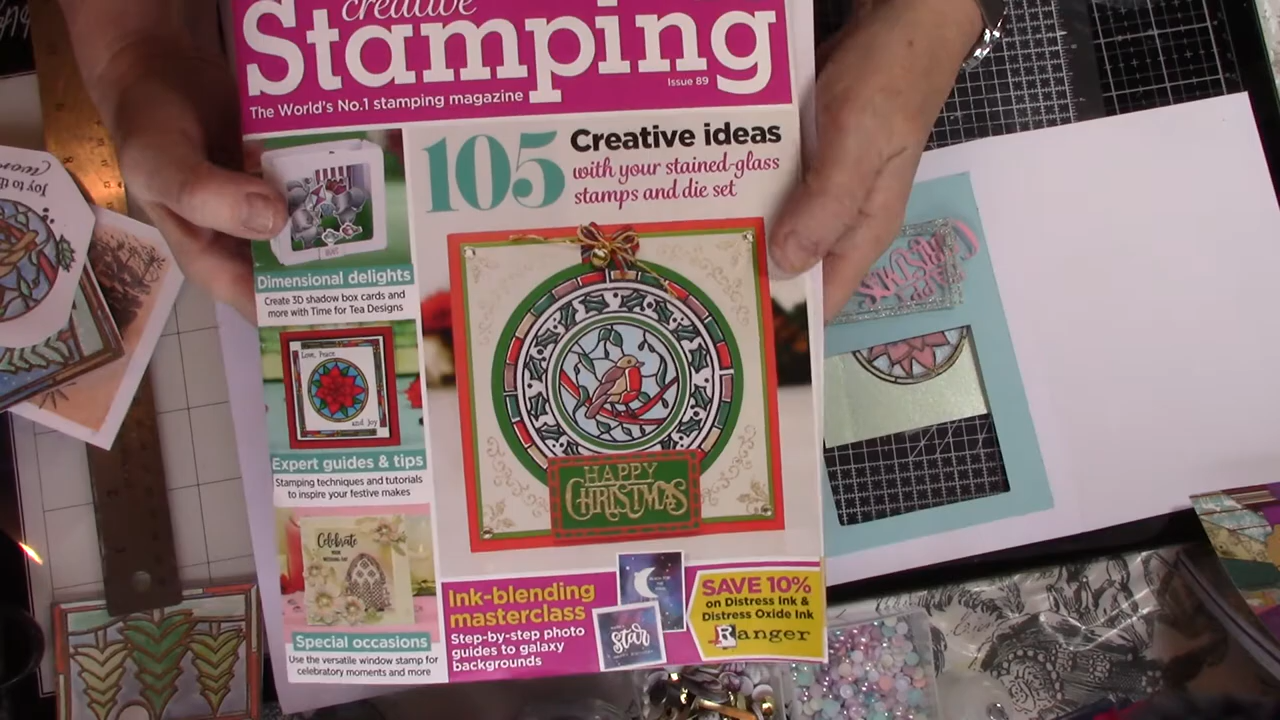 creative
Stamping
Issue 89
The World's No.1 stamping magazine
105
Creative ideas
with your stained-glass
stamps and die set
Dimensional delights
Create 3D shadow box cards and
more with Time for Tea Designs
Love, Peace
and Joy
Expert guides & tips
Stamping techniques and tutorials
to inspire your festive makes
Celebrate
Special occasions
Use the versatile window stamp for
celebratory moments and more
HAPPY
CHRISTMAS
Ink-blending
masterclass
Step-by-step photo
guides to galaxy
backgrounds
star
SAVE 10%
on Distress Ink &
Distress Oxide Ink
Ranger
Joy to the
CHRISTMAS